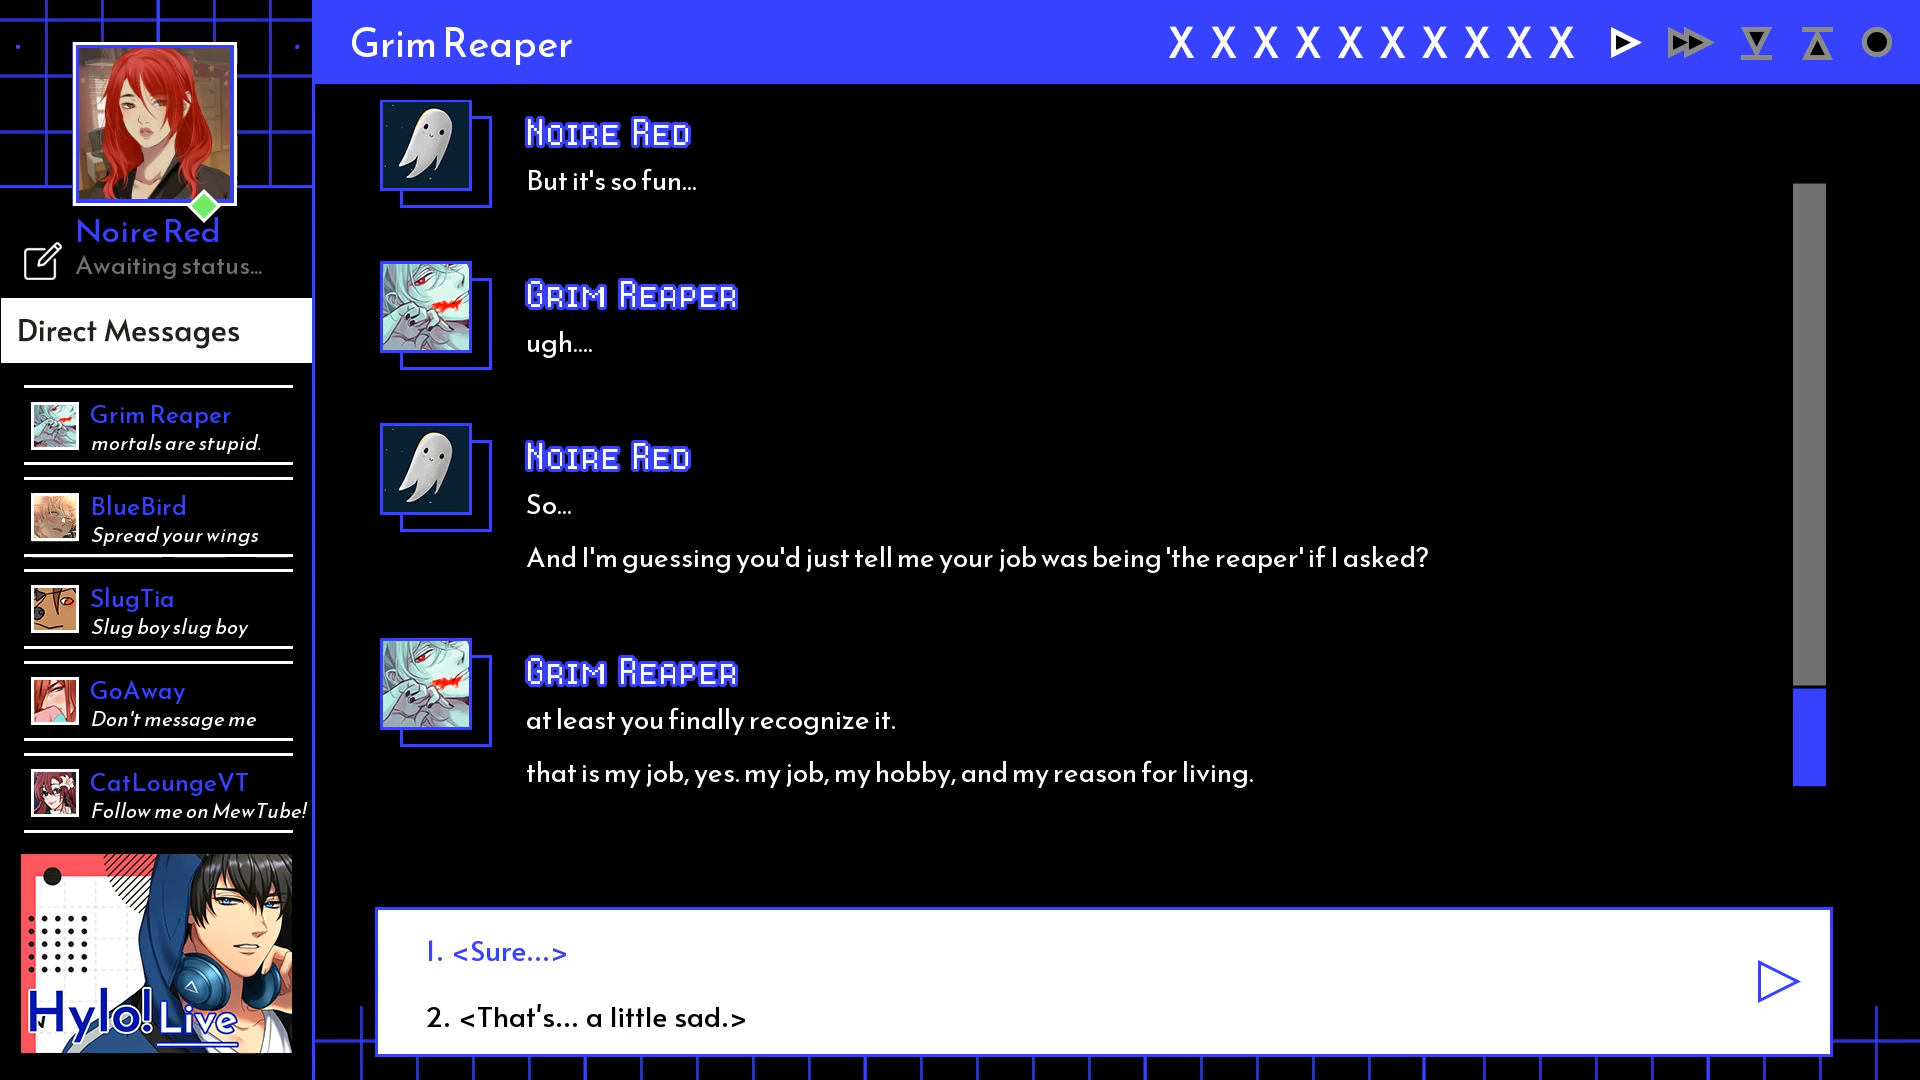 Grim Reaper
X X X X X X X X X X
Noire Red
Awaiting status...
Direct Messages
Grim Reaper
mortals are stupid.
BlueBird
Spread your wings
SlugTia
Slug boy slug boy
GoAway
Don't message me
CatLoungeVT
Follow me on MewTube!
Hylo! Live
Noire Red
But it's so fun...
Grim Reaper
ugh....
Noire Red
So...
And I'm guessing you'd just tell me your job was being 'the reaper' if I asked?
Grim Reaper
at least you finally recognize it.
that is my job, yes. my job, my hobby, and my reason for living.
1. <Sure...>
2. <That's... a little sad.>